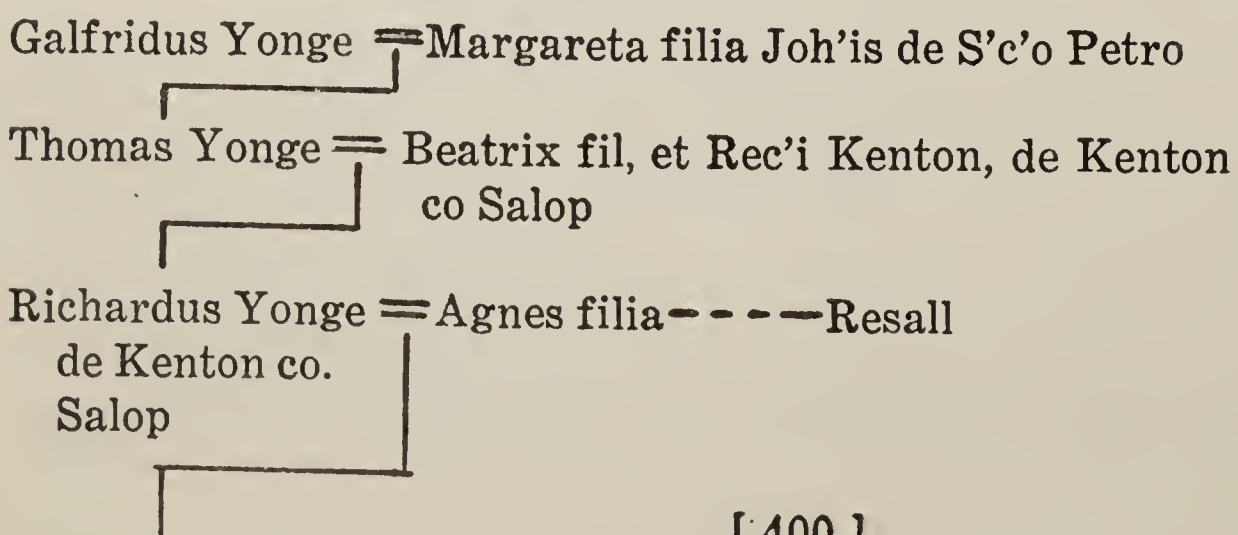 Galfridus Yonge = Margareta filia Joh'is de S'c'o Petro
Thomas Yonge = Beatrix fil, et Rec'i Kenton, de Kenton
co Salop
Richardus Yonge = Agnes filia - - - - Resall
de Kenton co.
Salop
[ 400 ]